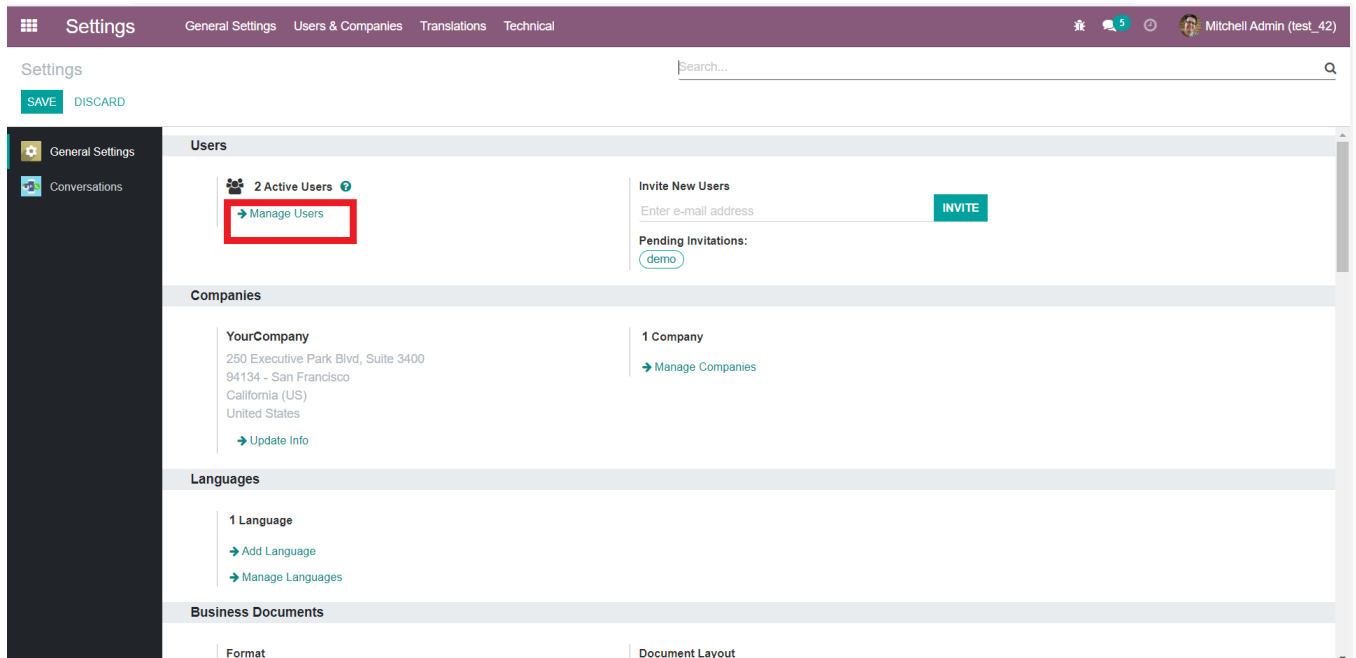 Settings General Settings Users & Companies Translations Technical 5 Mitchell Admin (test_42)
Settings Search...
SAVE DISCARD
General Settings
Conversations
Users
2 Active Users ?
Manage Users
Invite New Users
Enter e-mail address INVITE
Pending Invitations:
demo
Companies
YourCompany
250 Executive Park Blvd, Suite 3400
94134 - San Francisco
California (US)
United States
Update Info
1 Company
Manage Companies
Languages
1 Language
Add Language
Manage Languages
Business Documents
Format
Document Layout